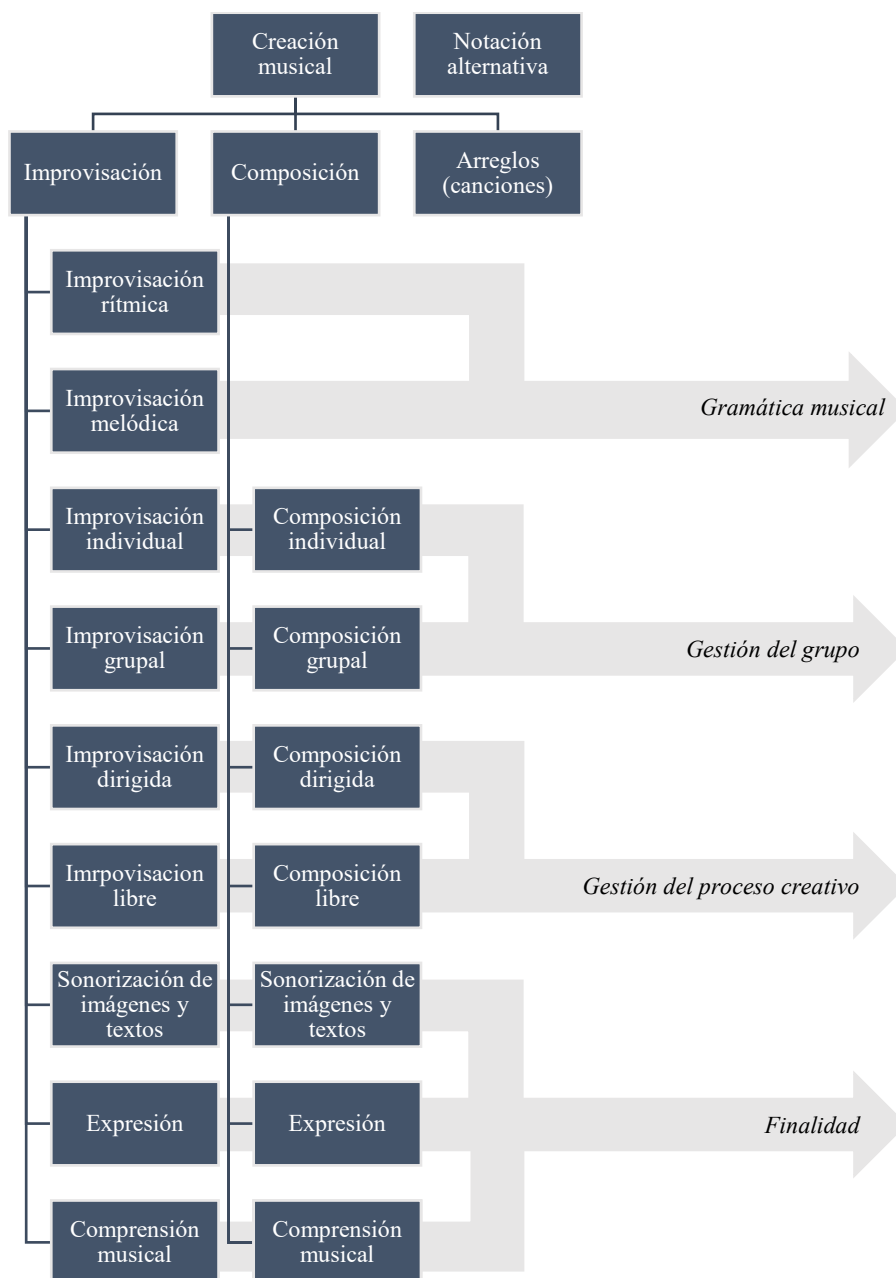 Creación
musical
Notación
alternativa
Improvisación
Composición
Arreglos
(canciones)
Improvisación
rítmica
Improvisación
melódica
Gramática musical
Improvisación
individual
Composición
individual
Improvisación
grupal
Composición
grupal
Gestión del grupo
Improvisación
dirigida
Composición
dirigida
Imrpovisacion
libre
Composición
libre
Gestión del proceso creativo
Sonorización de
imágenes y
textos
Sonorización de
imágenes y
textos
Expresión
Expresión
Finalidad
Comprensión
musical
Comprensión
musical